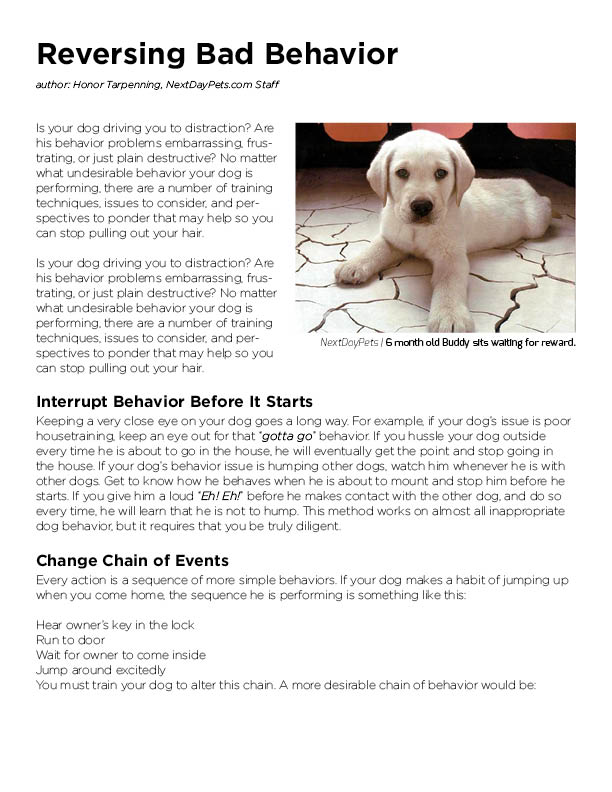 Reversing Bad Behavior
author: Honor Tarpenning, NextDayPets.com Staff
Is your dog driving you to distraction? Are
his behavior problems embarrassing, frus-
trating, or just plain destructive? No matter
what undesirable behavior your dog is
performing, there are a number of training
techniques, issues to consider, and per-
spectives to ponder that may help so you
can stop pulling out your hair.
Is your dog driving you to distraction? Are
his behavior problems embarrassing, frus-
trating, or just plain destructive? No matter
what undesirable behavior your dog is
performing, there are a number of training
techniques, issues to consider, and per-
spectives to ponder that may help so you
can stop pulling out your hair.
NextDayPets | 6 month old Buddy sits waiting for reward.
Interrupt Behavior Before It Starts
Keeping a very close eye on your dog goes a long way. For example, if your dog's issue is poor
housetraining, keep an eye out for that "gotta go" behavior. If you hussle your dog outside
every time he is about to go in the house, he will eventually get the point and stop going in
the house. If your dog's behavior issue is humping other dogs, watch him whenever he is with
other dogs. Get to know how he behaves when he is about to mount and stop him before he
starts. If you give him a loud "Eh! Eh!" before he makes contact with the other dog, and do so
every time, he will learn that he is not to hump. This method works on almost all inappropriate
dog behavior, but it requires that you be truly diligent.
Change Chain of Events
Every action is a sequence of more simple behaviors. If your dog makes a habit of jumping up
when you come home, the sequence he is performing is something like this:
Hear owner's key in the lock
Run to door
Wait for owner to come inside
Jump around excitedly
You must train your dog to alter this chain. A more desirable chain of behavior would be: